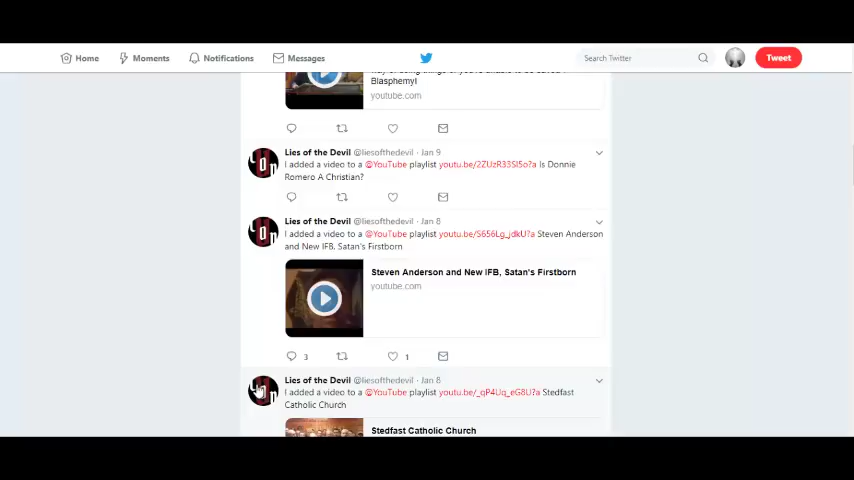 Home Moments Notifications Messages Search Twitter Tweet
Blasphemy!
youtube.com
Lies of the Devil @liesofthedevil · Jan 9
I added a video to a @YouTube playlist youtu.be/2ZUzR33Sl5o?a Is Donnie
Romero A Christian?
Lies of the Devil @liesofthedevil · Jan 8
I added a video to a @YouTube playlist youtu.be/S656Lg_jdkU?a Steven Anderson
and New IFB, Satan's Firstborn
Steven Anderson and New IFB, Satan's Firstborn
youtube.com
3 1
Lies of the Devil @liesofthedevil · Jan 8
I added a video to a @YouTube playlist youtu.be/_qP4Uq_eG8U?a Stedfast
Catholic Church
Stedfast Catholic Church